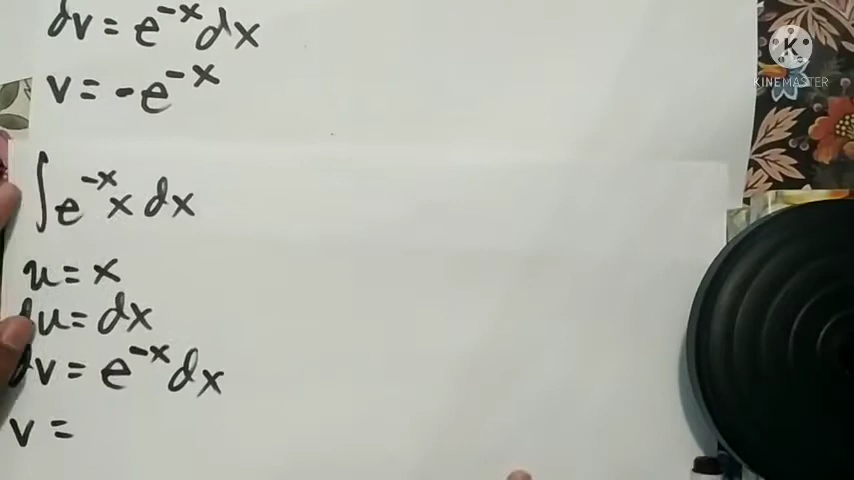 dv = e^{-x} dx
v = -e^{-x}
∫ e^{-x} x dx
u = x
du = dx
dv = e^{-x} dx
v =
K
KINEMASTER